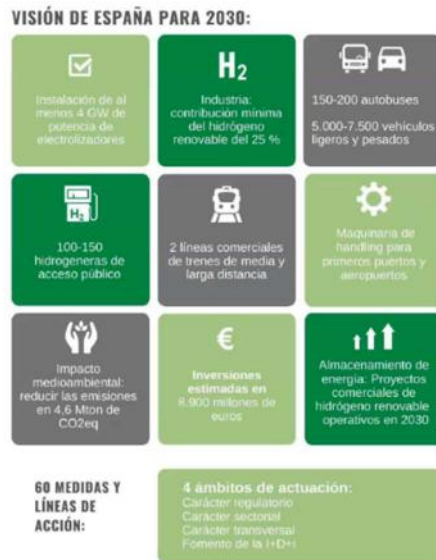 VISIÓN DE ESPAÑA PARA 2030:
Instalación de al
menos 4 GW de
potencia de
electrolizadores
H₂
Industria:
contribución mínima
del hidrógeno
renovable del 25 %
150-200 autobuses
5.000-7.500 vehículos
ligeros y pesados
H₂
100-150
hidrogeneras de
acceso público
2 líneas comerciales
de trenes de media y
larga distancia
Maquinaria de
handling para
primeros puertos y
aeropuertos
Impacto
medioambiental:
reducir las emisiones
en 4,6 Mton de
CO2eq
€
Inversiones
estimadas en
8.900 millones de
euros
Almacenamiento de
energía: Proyectos
comerciales de
hidrógeno renovable
operativos en 2030
60 MEDIDAS Y
LÍNEAS DE
ACCIÓN:
4 ámbitos de actuación:
Carácter regulatorio
Carácter sectorial
Carácter transversal
Fomento de la I+D+i